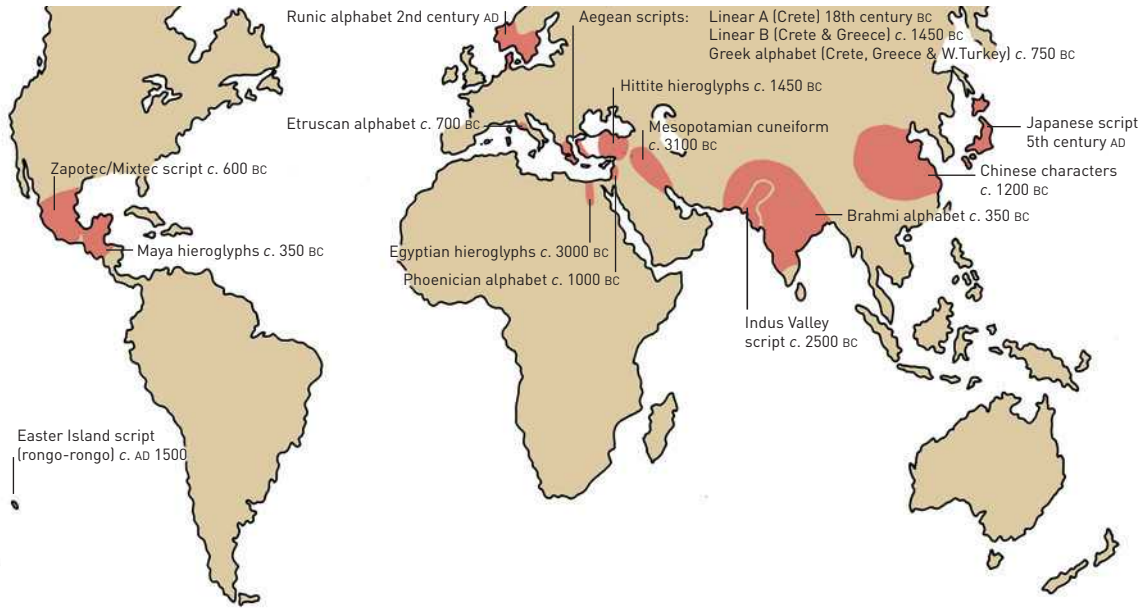 Runic alphabet 2nd century AD
Aegean scripts: Linear A (Crete) 18th century BC
Linear B (Crete & Greece) c. 1450 BC
Greek alphabet (Crete, Greece & W.Turkey) c. 750 BC
Hittite hieroglyphs c. 1450 BC
Etruscan alphabet c. 700 BC
Mesopotamian cuneiform
c. 3100 BC
Japanese script
5th century AD
Zapotec/Mixtec script c. 600 BC
Chinese characters
c. 1200 BC
Brahmi alphabet c. 350 BC
Maya hieroglyphs c. 350 BC
Egyptian hieroglyphs c. 3000 BC
Phoenician alphabet c. 1000 BC
Indus Valley
script c. 2500 BC
Easter Island script
(rongo-rongo) c. AD 1500